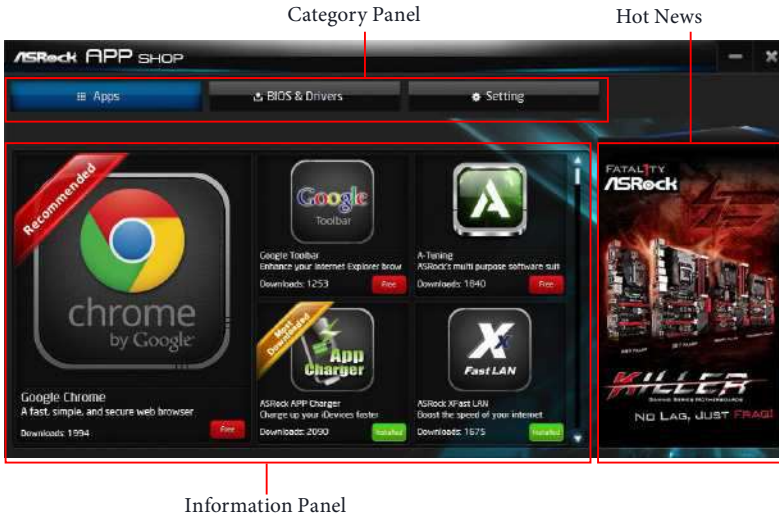 Category Panel
Hot News
ASRock APP SHOP
Apps
BIOS & Drivers
Setting
Recommended
chrome
by Google
Google Chrome
A fast, simple, and secure web browser
Downloads: 1994
Free
Google
Toolbar
Google Toolbar
Enhance your Internet Explorer brow
Downloads: 1253
Free
A-Tuning
ASRock's multi purpose software suit
Downloads: 1840
Free
Most Downloaded
App
Charger
ASRock APP Charger
Charge up your iDevices faster
Downloads: 2090
Installed
X
Fast LAN
ASRock XFast LAN
Boost the speed of your internet
Downloads: 1675
Installed
FATAL1TY
ASRock
KILLER
NO LAG, JUST FRAG!
Information Panel